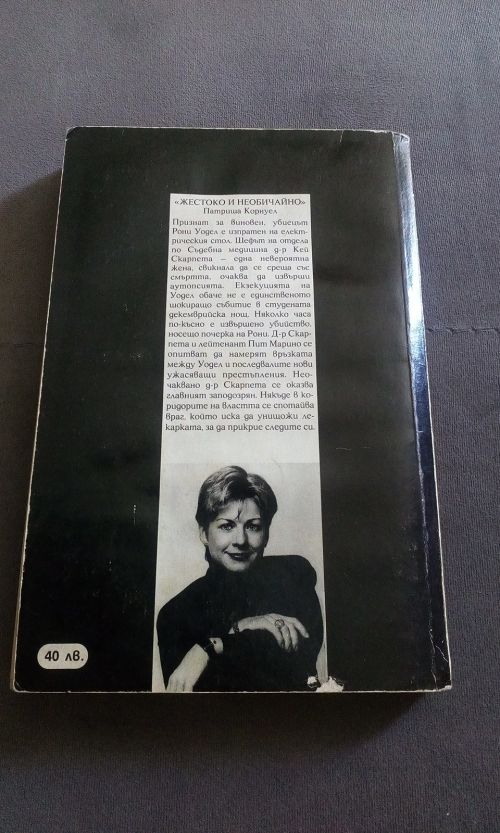 «ЖЕСТОКО И НЕОБИЧАЙНО»
Патриша Корнуел
Признат за виновен, убиецът
Рони Уодел е изпратен на елект-
рическия стол. Шефът на отдела
по Съдебна медицина д-р Кей
Скарпета – една невероятна
жена, свикнала да се среща със
смъртта, очаква да извърши
аутопсията. Екзекуцията на
Уодел обаче не е единственото
шокиращо събитие в студената
декемврийска нощ. Няколко часа
по-късно е извършено убийство,
носещо почерка на Рони. Д-р Скар-
пета и лейтенант Пит Марино се
опитват да намерят връзката
между Уодел и последвалите нови
ужасяващи престъпления. Нео-
чаквано д-р Скарпета се оказва
главният заподозрян. Някъде в ко-
ридорите на властта се спотайва
враг, който иска да унищожи ле-
карката, за да прикрие следите си.
40 лв.